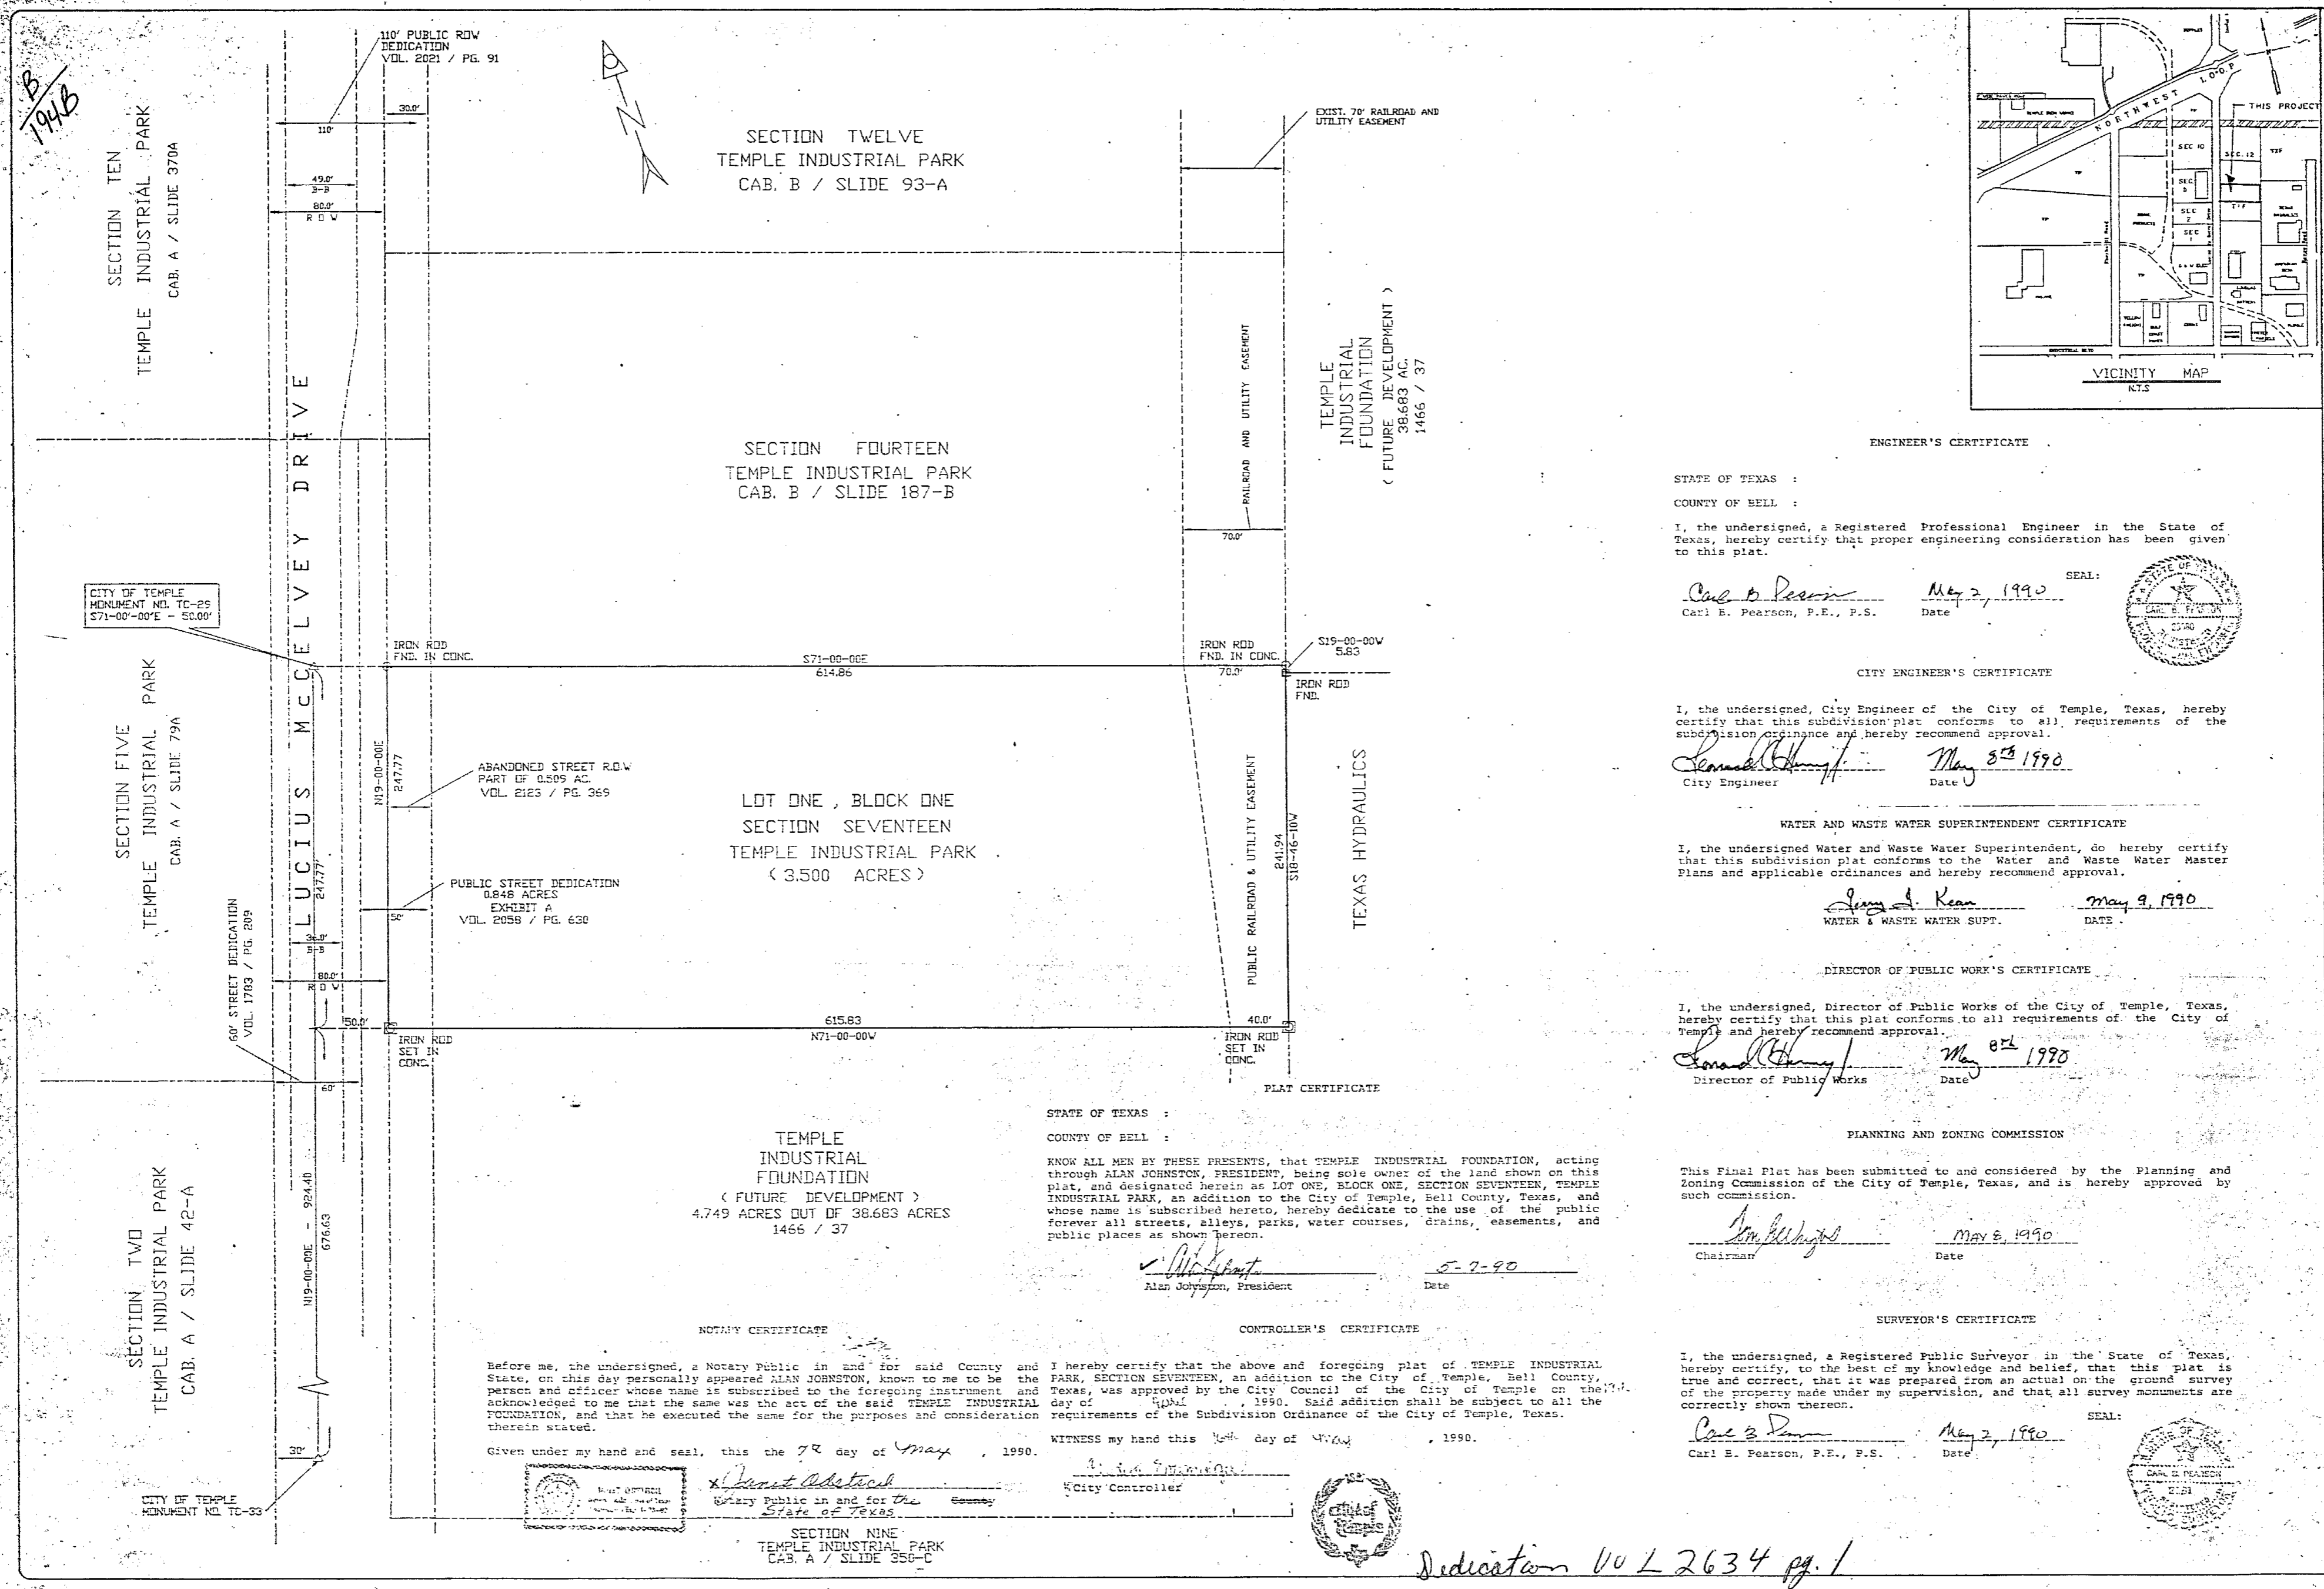 B/194B
110' PUBLIC ROW
DEDICATION
VOL. 2021 / PG. 91
30.0'
110'
49.0'
B-B
80.0'
R O W
SECTION TEN
TEMPLE INDUSTRIAL PARK
CAB. A / SLIDE 370A
N
SECTION TWELVE
TEMPLE INDUSTRIAL PARK
CAB. B / SLIDE 93-A
EXIST. 70' RAILROAD AND
UTILITY EASEMENT
SECTION FOURTEEN
TEMPLE INDUSTRIAL PARK
CAB. B / SLIDE 187-B
RAILROAD AND UTILITY EASEMENT
70.0'
TEMPLE
INDUSTRIAL
FOUNDATION
( FUTURE DEVELOPMENT )
38.683 AC.
1466 / 37
LUCIUS McCELVEY DRIVE
CITY OF TEMPLE
MONUMENT NO. TC-29
S71-00'-00"E - 50.00'
IRON ROD
FND. IN CONC.
S71-00-00E
614.86
IRON ROD
FND. IN CONC.
70.0'
S19-00-00W
5.83
IRON ROD
FND.
SECTION FIVE
TEMPLE INDUSTRIAL PARK
CAB. A / SLIDE 79A
N19-00-00E
247.77
ABANDONED STREET R.O.W
PART OF 0.509 AC.
VOL. 2123 / PG. 369
PUBLIC STREET DEDICATION
0.848 ACRES
EXHIBIT A
VOL. 2058 / PG. 630
50'
LOT ONE , BLOCK ONE
SECTION SEVENTEEN
TEMPLE INDUSTRIAL PARK
( 3.500 ACRES )
PUBLIC RAILROAD & UTILITY EASEMENT
241.94
S18-46-10W
TEXAS HYDRAULICS
247.77'
36.0'
B-B
80.0'
R O W
60' STREET DEDICATION
VOL. 1783 / PG. 209
50.0'
IRON ROD
SET IN
CONC.
615.83
N71-00-00W
40.0'
IRON ROD
SET IN
CONC.
60'
N19-00-00E - 924.40
676.63
SECTION TWO
TEMPLE INDUSTRIAL PARK
CAB. A / SLIDE 42-A
30'
CITY OF TEMPLE
MONUMENT NO. TC-33
TEMPLE
INDUSTRIAL
FOUNDATION
( FUTURE DEVELOPMENT )
4.749 ACRES OUT OF 38.683 ACRES
1466 / 37
PLAT CERTIFICATE
STATE OF TEXAS :
COUNTY OF BELL :
KNOW ALL MEN BY THESE PRESENTS, that TEMPLE INDUSTRIAL FOUNDATION, acting
through ALAN JOHNSTON, PRESIDENT, being sole owner of the land shown on this
plat, and designated herein as LOT ONE, BLOCK ONE, SECTION SEVENTEEN, TEMPLE
INDUSTRIAL PARK, an addition to the City of Temple, Bell County, Texas, and
whose name is subscribed hereto, hereby dedicate to the use of the public
forever all streets, alleys, parks, water courses, drains, easements, and
public places as shown hereon.
5-7-90
Alan Johnston, President
Date
NOTARY CERTIFICATE
Before me, the undersigned, a Notary Public in and for said County and
State, on this day personally appeared ALAN JOHNSTON, known to me to be the
person and officer whose name is subscribed to the foregoing instrument and
acknowledged to me that the same was the act of the said TEMPLE INDUSTRIAL
FOUNDATION, and that he executed the same for the purposes and consideration
therein stated.
Given under my hand and seal, this the 7th day of May , 1990.
Notary Public in and for the County
State of Texas
SECTION NINE
TEMPLE INDUSTRIAL PARK
CAB. A / SLIDE 350-C
CONTROLLER'S CERTIFICATE
I hereby certify that the above and foregoing plat of TEMPLE INDUSTRIAL
PARK, SECTION SEVENTEEN, an addition to the City of Temple, Bell County,
Texas, was approved by the City Council of the City of Temple on the
day of April , 1990. Said addition shall be subject to all the
requirements of the Subdivision Ordinance of the City of Temple, Texas.
WITNESS my hand this day of May , 1990.
City Controller
City of Temple
Dedication VOL 2634 pg. 1
NORTHWEST LOOP
THIS PROJECT
SEC 10
SEC. 12
TIF
SEC 5
SEC 2
SEC 1
TIF
INDUSTRIAL BLVD
VICINITY MAP
N.T.S
ENGINEER'S CERTIFICATE
STATE OF TEXAS :
COUNTY OF BELL :
I, the undersigned, a Registered Professional Engineer in the State of
Texas, hereby certify that proper engineering consideration has been given
to this plat.
SEAL:
May 2, 1990
Carl B. Pearson, P.E., P.S.
Date
CITY ENGINEER'S CERTIFICATE
I, the undersigned, City Engineer of the City of Temple, Texas, hereby
certify that this subdivision plat conforms to all requirements of the
subdivision ordinance and hereby recommend approval.
May 8th 1990
City Engineer
Date
WATER AND WASTE WATER SUPERINTENDENT CERTIFICATE
I, the undersigned Water and Waste Water Superintendent, do hereby certify
that this subdivision plat conforms to the Water and Waste Water Master
Plans and applicable ordinances and hereby recommend approval.
Jerry J. Kean
May 9, 1990
WATER & WASTE WATER SUPT.
DATE
DIRECTOR OF PUBLIC WORK'S CERTIFICATE
I, the undersigned, Director of Public Works of the City of Temple, Texas,
hereby certify that this plat conforms to all requirements of the City of
Temple and hereby recommend approval.
May 8th 1990
Director of Public Works
Date
PLANNING AND ZONING COMMISSION
This Final Plat has been submitted to and considered by the Planning and
Zoning Commission of the City of Temple, Texas, and is hereby approved by
such commission.
MAY 8, 1990
Chairman
Date
SURVEYOR'S CERTIFICATE
I, the undersigned, a Registered Public Surveyor in the State of Texas,
hereby certify, to the best of my knowledge and belief, that this plat is
true and correct, that it was prepared from an actual on the ground survey
of the property made under my supervision, and that all survey monuments are
correctly shown thereon.
SEAL:
May 2, 1990
Carl B. Pearson, P.E., P.S.
Date
CARL B. PEARSON